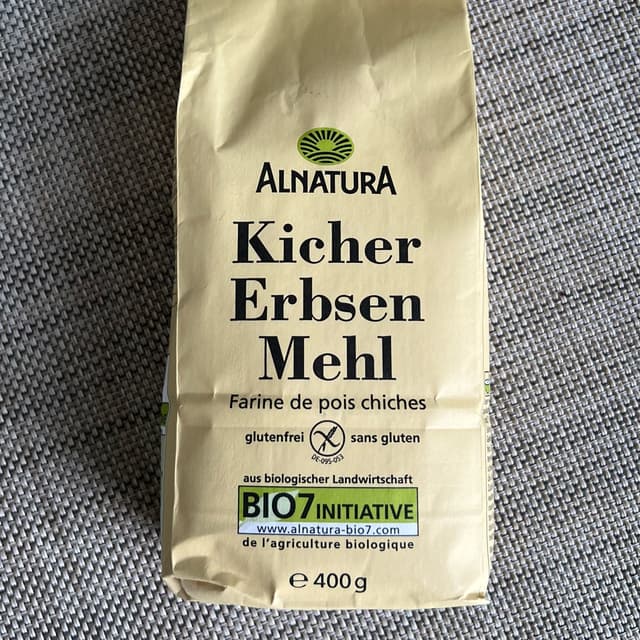 ALNATURA
Kicher
Erbsen
Mehl
Farine de pois chiches
glutenfrei sans gluten
DE-095-053
aus biologischer Landwirtschaft
BIO7 INITIATIVE
www.alnatura-bio7.com
de l'agriculture biologique
℮ 400 g